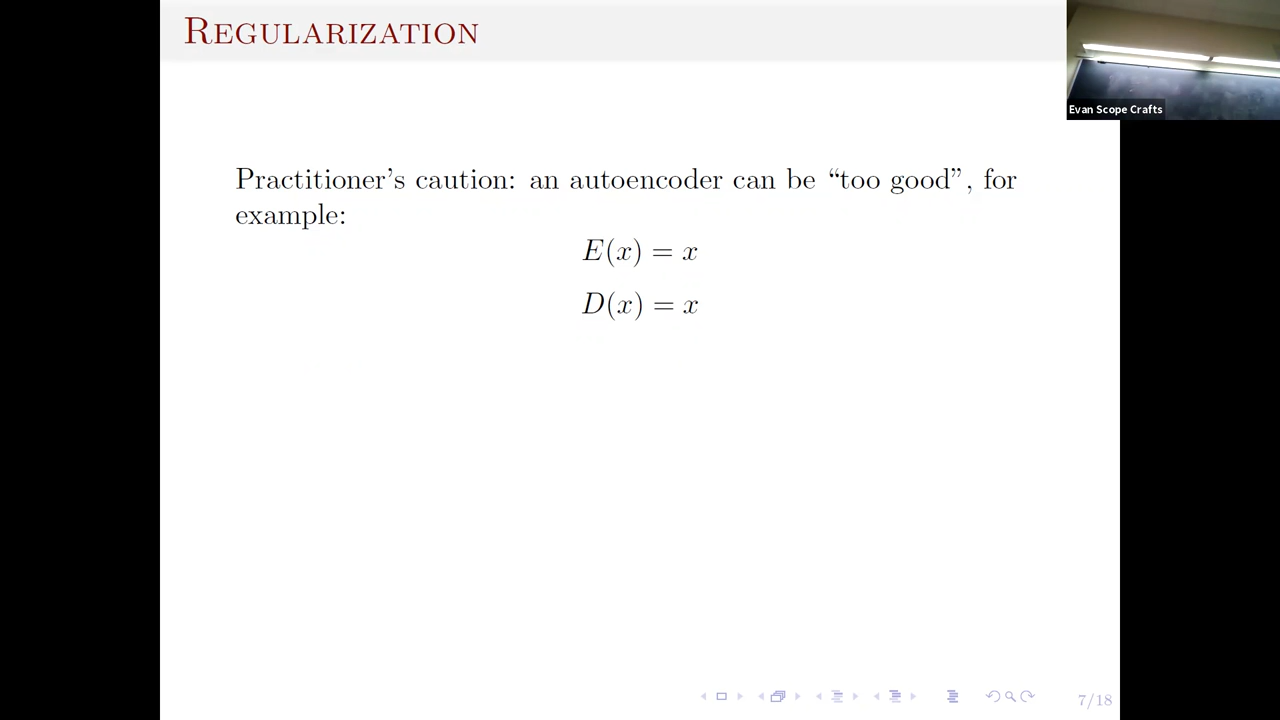 REGULARIZATION
Evan Scope Crafts
Practitioner's caution: an autoencoder can be “too good”, for
example:
E(x) = x
D(x) = x
7/18